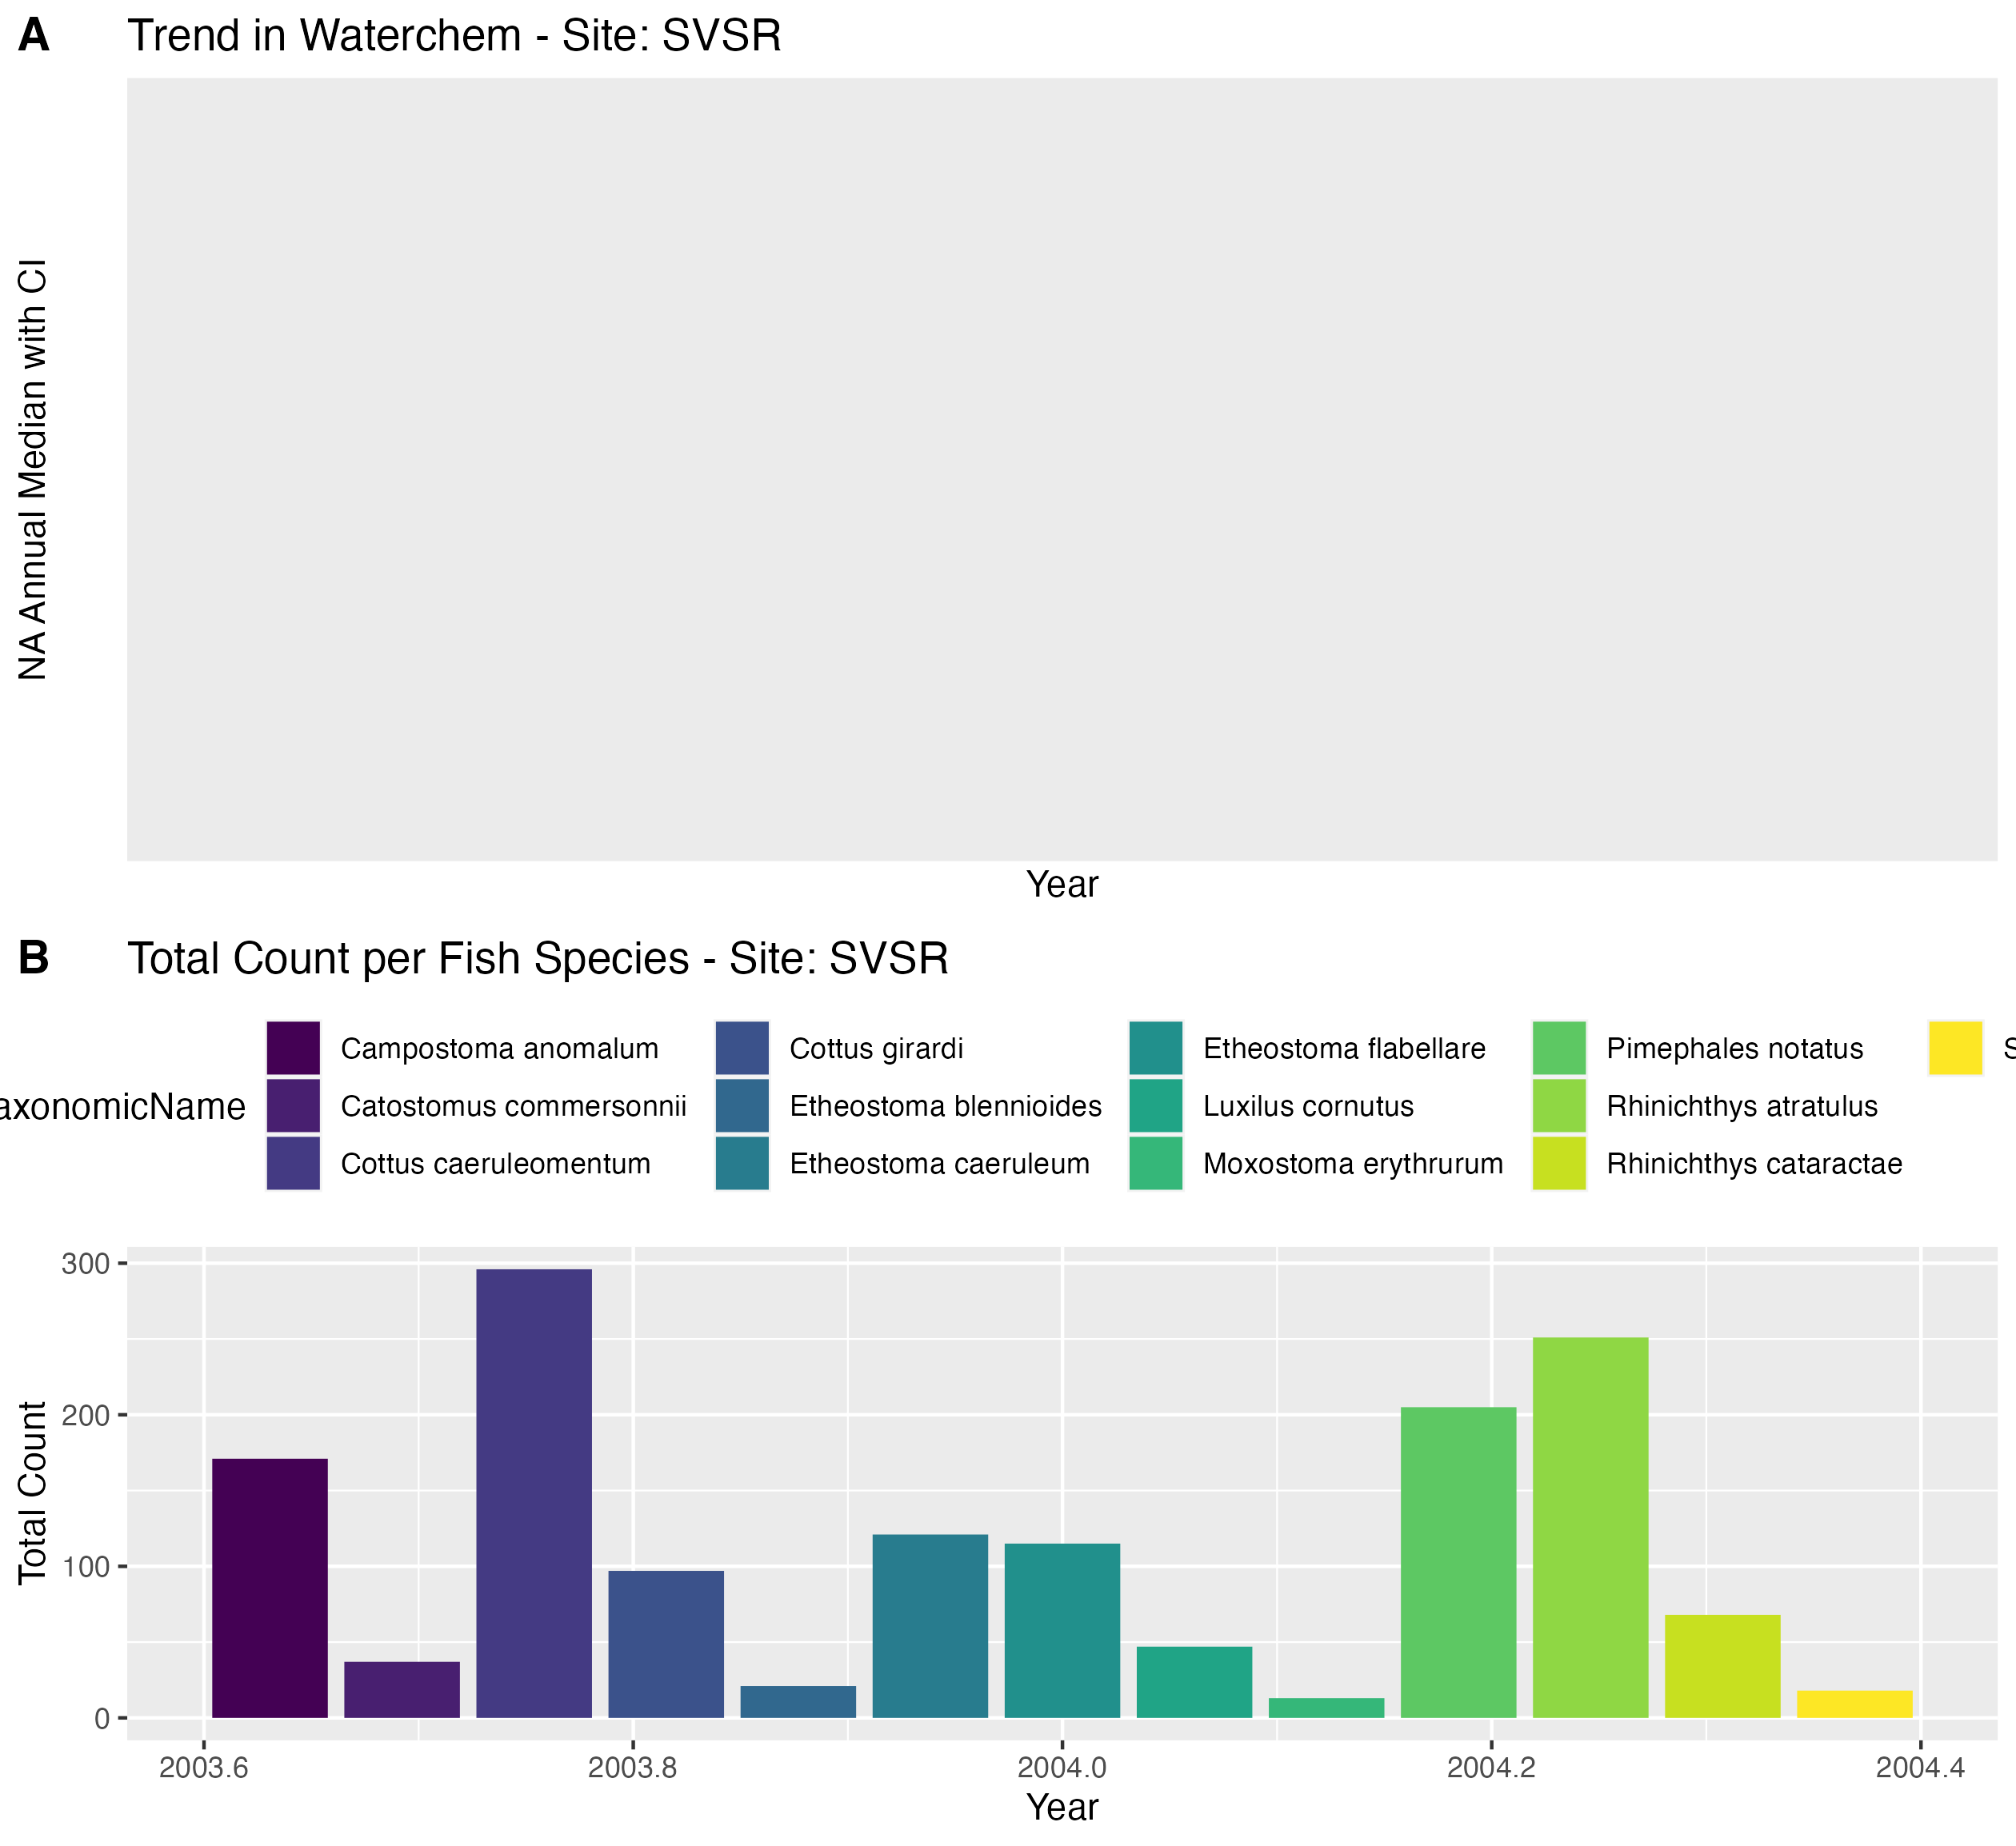 A Trend in Waterchem - Site: SVSR
NA Annual Median with CI
Year
B Total Count per Fish Species - Site: SVSR
axonomicName
Campostoma anomalum
Catostomus commersonnii
Cottus caeruleomentum
Cottus girardi
Etheostoma blennioides
Etheostoma caeruleum
Etheostoma flabellare
Luxilus cornutus
Moxostoma erythrurum
Pimephales notatus
Rhinichthys atratulus
Rhinichthys cataractae
S
Total Count
300
200
100
0
2003.6 2003.8 2004.0 2004.2 2004.4
Year